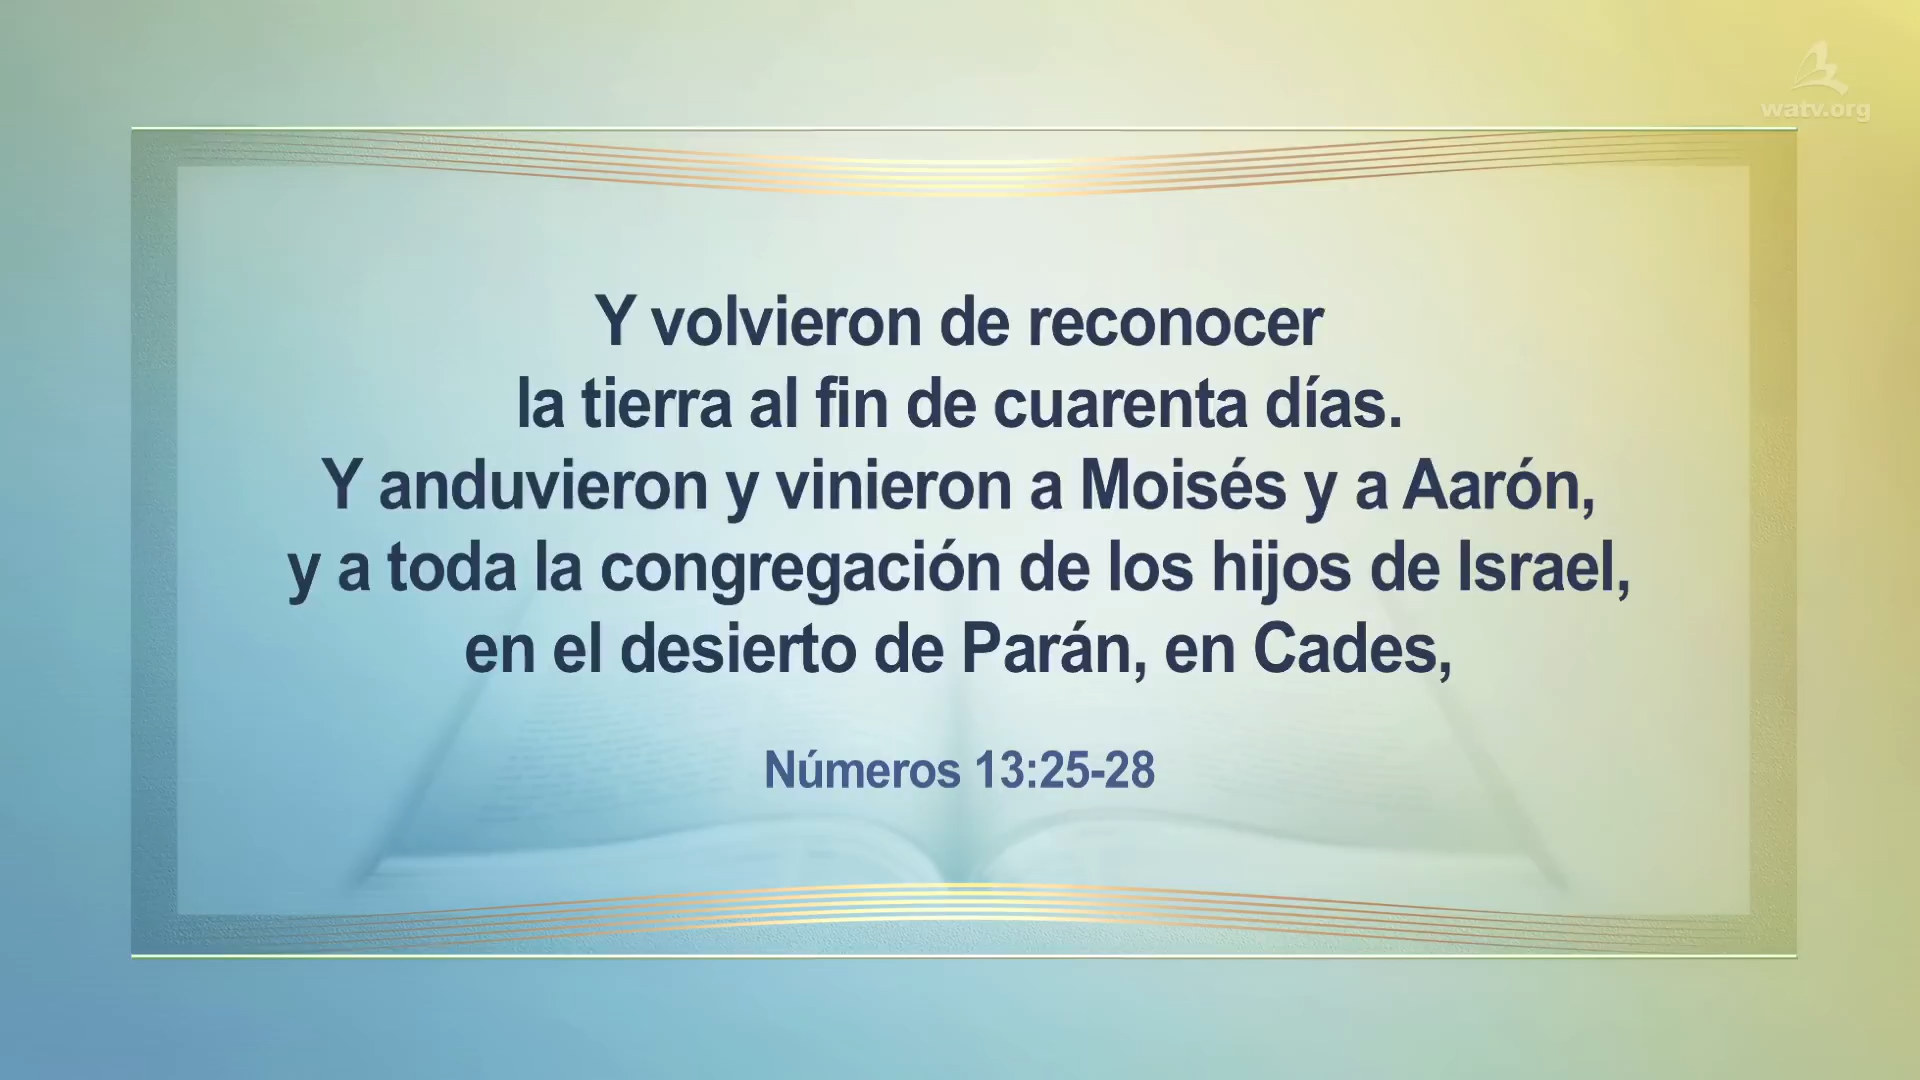 watv.org
Y volvieron de reconocer
la tierra al fin de cuarenta días.
Y anduvieron y vinieron a Moisés y a Aarón,
y a toda la congregación de los hijos de Israel,
en el desierto de Parán, en Cades,
Números 13:25-28